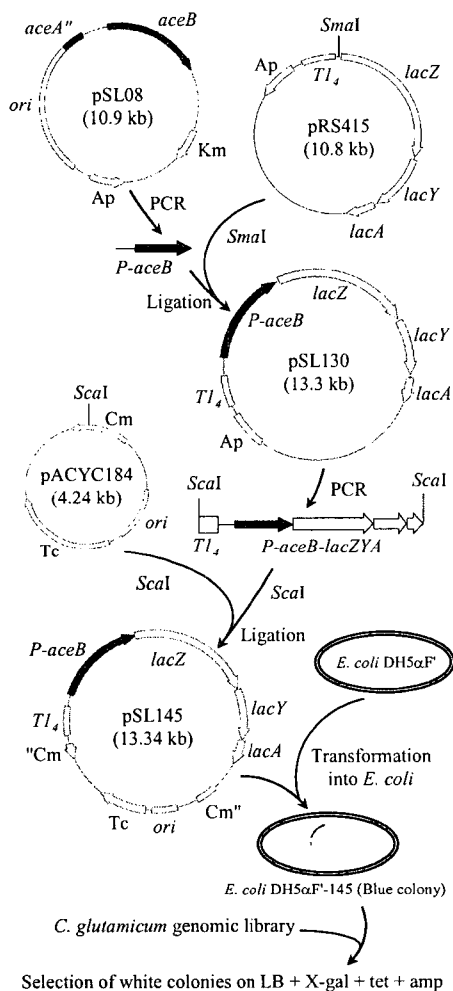 aceA"
aceB
ori
pSL08
(10.9 kb)
Km
Ap
SmaI
Ap
T1₄
lacZ
pRS415
(10.8 kb)
lacY
lacA
PCR
P-aceB
SmaI
Ligation
P-aceB
lacZ
pSL130
(13.3 kb)
lacY
lacA
T1₄
Ap
ScaI
Cm
pACYC184
(4.24 kb)
ori
Tc
PCR
ScaI
ScaI
T1₄
P-aceB-lacZYA
ScaI
ScaI
Ligation
P-aceB
lacZ
pSL145
(13.34 kb)
lacY
lacA
T1₄
"Cm
Tc
ori
Cm"
E. coli DH5αF'
Transformation
into E. coli
E. coli DH5αF'-145 (Blue colony)
C. glutamicum genomic library
Selection of white colonies on LB + X-gal + tet + amp